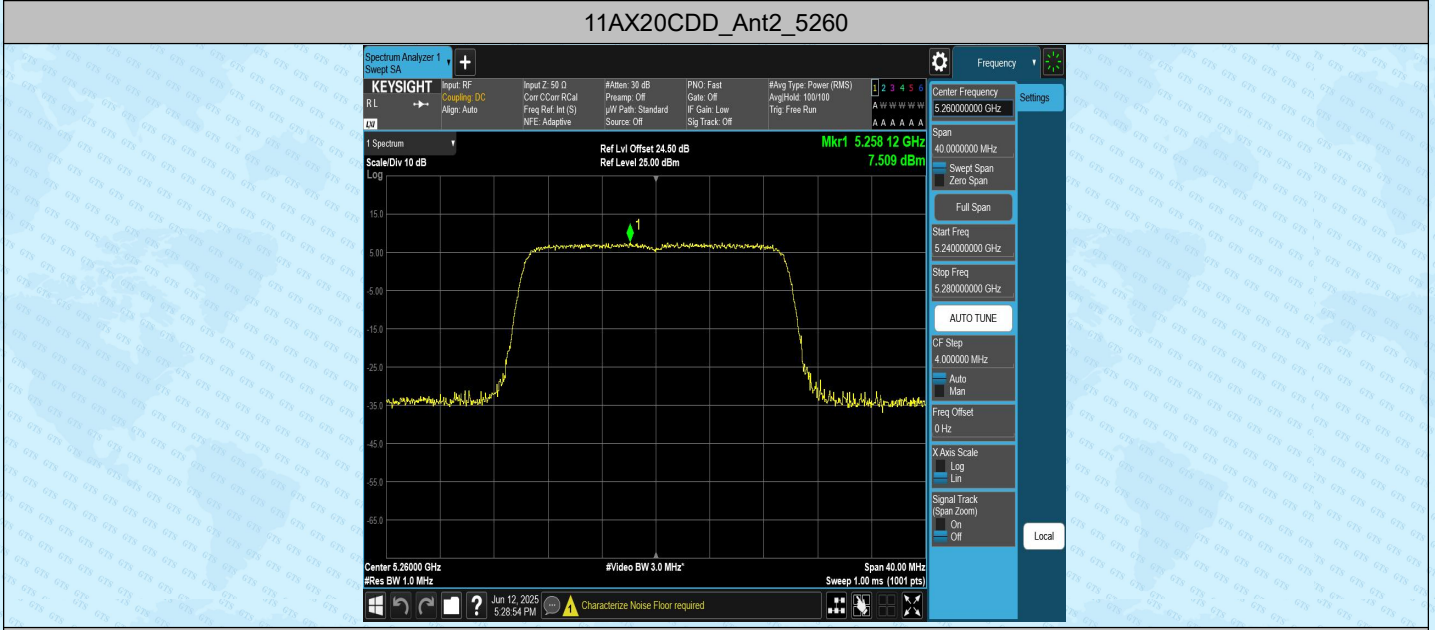 11AX20CDD_Ant2_5260
Spectrum Analyzer 1
Swept SA
Frequency
KEYSIGHT
R L
LXI
Input: RF
Coupling: DC
Align: Auto
Input Z: 50 Ω
Corr CCorr RCal
Freq Ref: Int (S)
NFE: Adaptive
#Atten: 30 dB
Preamp: Off
µW Path: Standard
Source: Off
PNO: Fast
Gate: Off
IF Gain: Low
Sig Track: Off
#Avg Type: Power (RMS)
Avg|Hold: 100/100
Trig: Free Run
1 2 3 4 5 6
A W W W W W
A A A A A A
1 Spectrum
Scale/Div 10 dB
Log
Ref Lvl Offset 24.50 dB
Ref Level 25.00 dBm
Mkr1 5.258 12 GHz
7.509 dBm
15.0
5.00
-5.00
-15.0
-25.0
-35.0
-45.0
-55.0
-65.0
1
Center 5.26000 GHz
#Res BW 1.0 MHz
#Video BW 3.0 MHz*
Span 40.00 MHz
Sweep 1.00 ms (1001 pts)
Center Frequency
5.260000000 GHz
Settings
Span
40.0000000 MHz
Swept Span
Zero Span
Full Span
Start Freq
5.240000000 GHz
Stop Freq
5.280000000 GHz
AUTO TUNE
CF Step
4.000000 MHz
Auto
Man
Freq Offset
0 Hz
X Axis Scale
Log
Lin
Signal Track
(Span Zoom)
On
Off
Local
?
Jun 12, 2025
5:28:54 PM
1
Characterize Noise Floor required